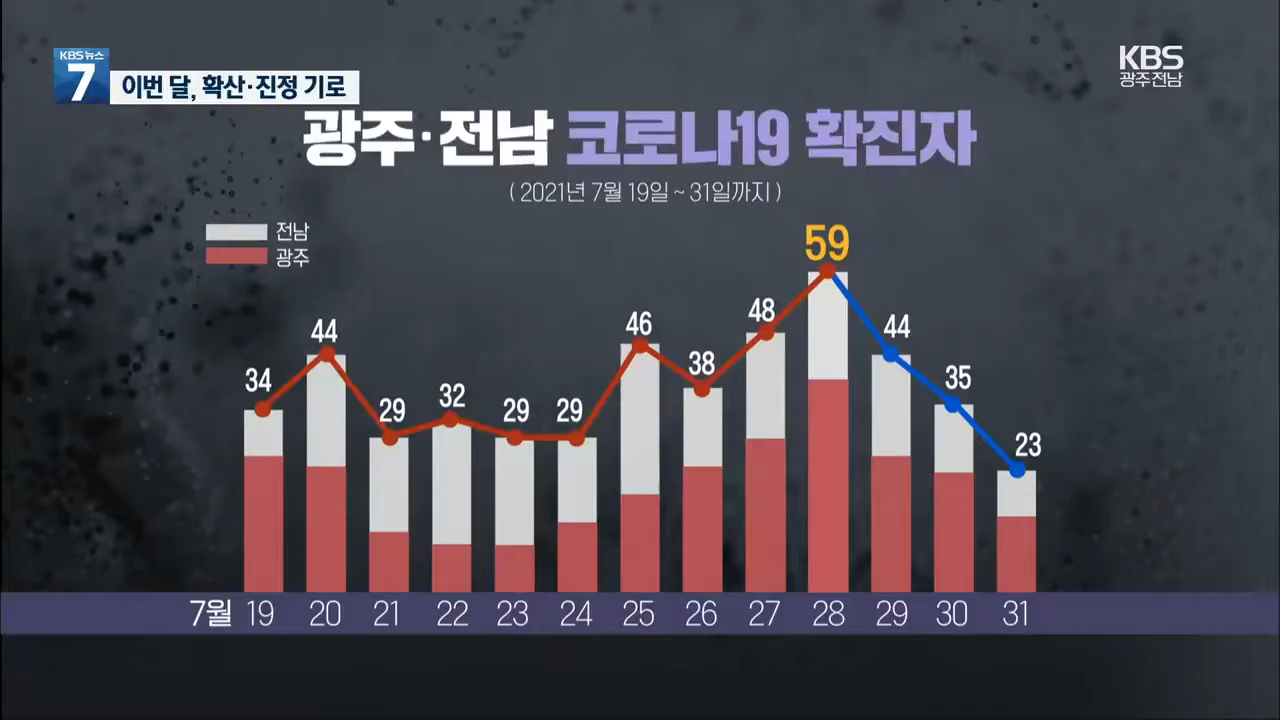 KBS 뉴스
7
이번 달, 확산·진정 기로
KBS
광주전남
광주·전남 코로나19 확진자
( 2021년 7월 19일 ~ 31일까지 )
전남
광주
34 44 29 32 29 29 46 38 48 59 44 35 23
7월 19 20 21 22 23 24 25 26 27 28 29 30 31